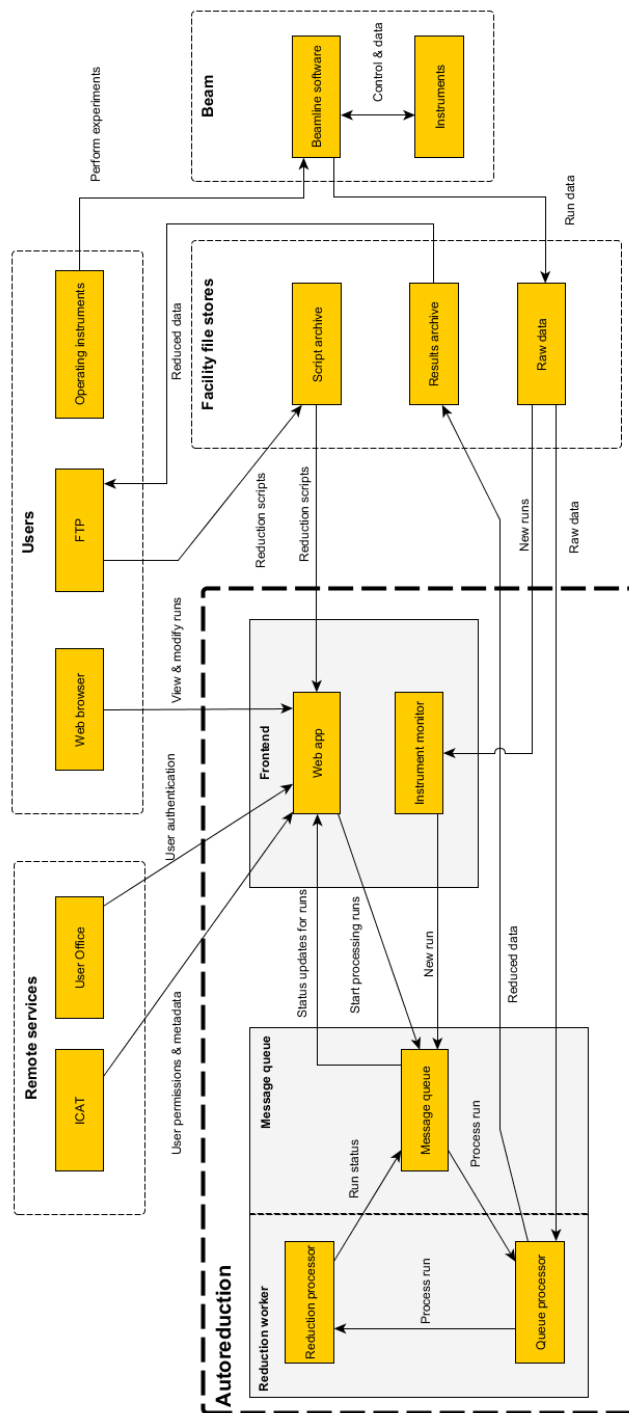 Remote services
ICAT
User Office
Users
Web browser
FTP
Operating instruments
User permissions & metadata
User authentication
View & modify runs
Reduced data
Perform experiments
Autoreduction
Reduction worker
Reduction processor
Queue processor
Process run
Message queue
Message queue
Run status
Process run
Status updates for runs
Start processing runs
New run
Reduced data
Frontend
Web app
Instrument monitor
Reduction scripts
Reduction scripts
New runs
Raw data
Facility file stores
Script archive
Results archive
Raw data
Run data
Beam
Beamline software
Control & data
Instruments